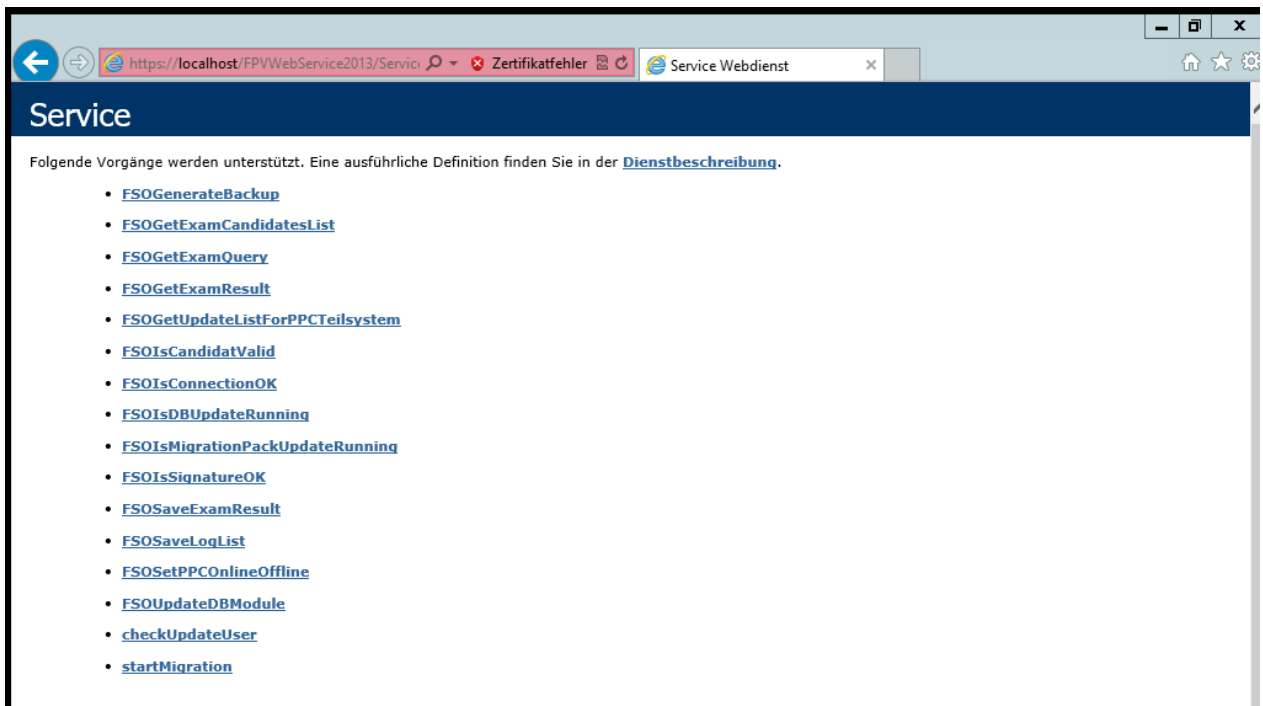 https://localhost/FPVWebService2013/Servic
Zertifikatfehler
Service Webdienst
Service
Folgende Vorgänge werden unterstützt. Eine ausführliche Definition finden Sie in der Dienstbeschreibung.
• FSOGenerateBackup
• FSOGetExamCandidatesList
• FSOGetExamQuery
• FSOGetExamResult
• FSOGetUpdateListForPPCTeilsystem
• FSOIsCandidatValid
• FSOIsConnectionOK
• FSOIsDBUpdateRunning
• FSOIsMigrationPackUpdateRunning
• FSOIsSignatureOK
• FSOSaveExamResult
• FSOSaveLogList
• FSOSetPPCOnlineOffline
• FSOUpdateDBModule
• checkUpdateUser
• startMigration